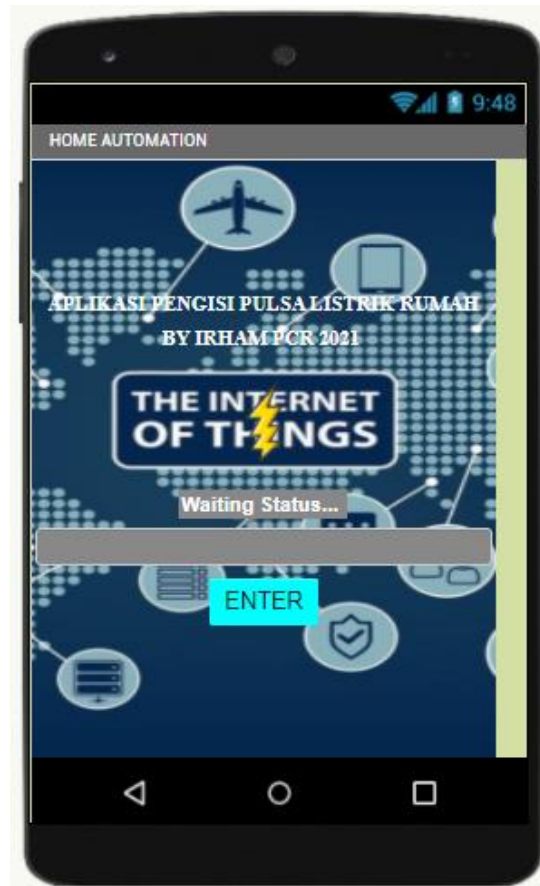 9:48
HOME AUTOMATION
APLIKASI PENGISI PULSA LISTRIK RUMAH
BY IRHAM PCR 2021
THE INTERNET
OF THINGS
Waiting Status...
ENTER